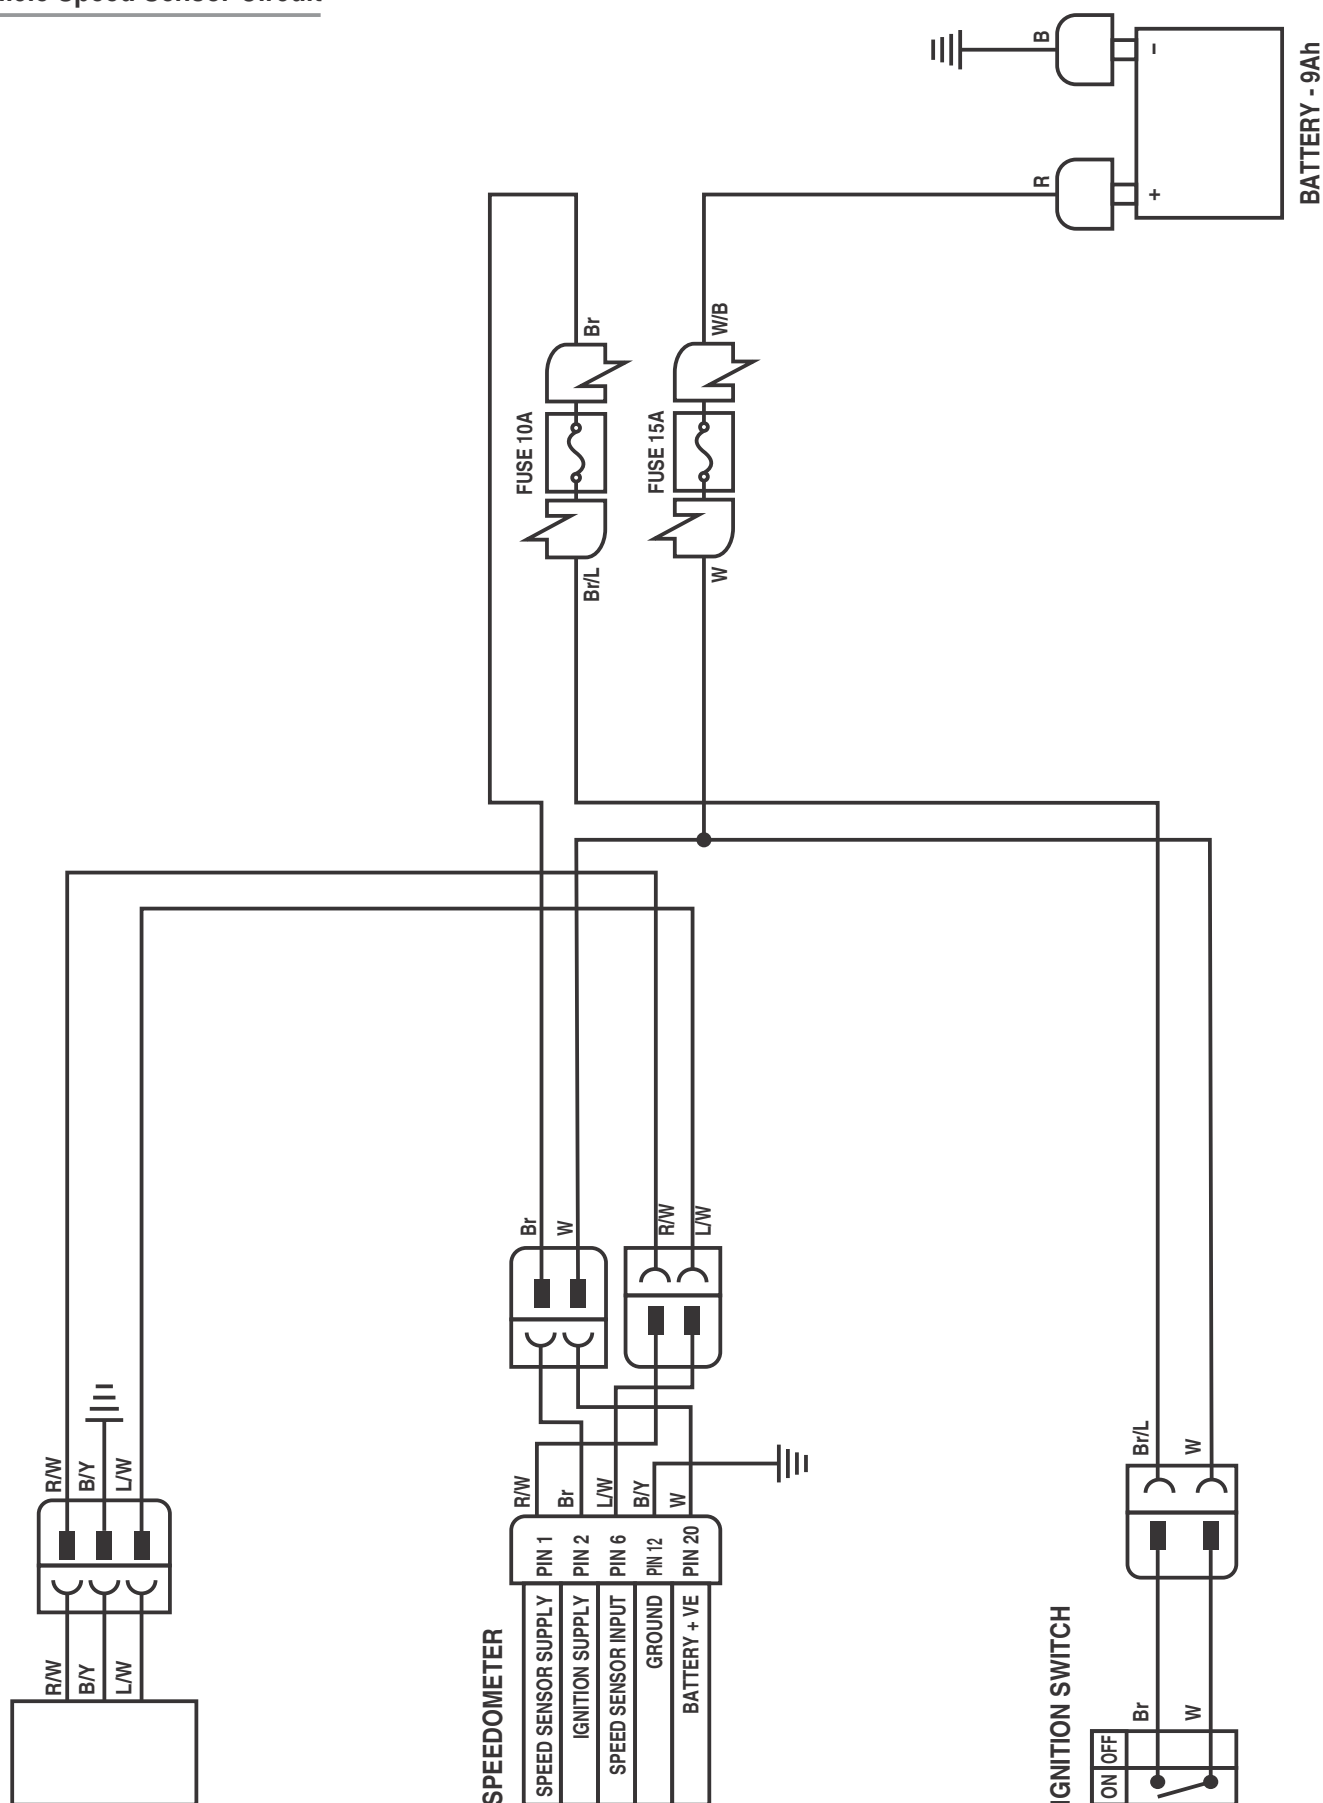 Speed Sensor Circuit
B
–
BATTERY - 9Ah
R
+
Br
W/B
FUSE 10A
FUSE 15A
Br/L
W
Br
W
R/W
L/W
R/W
B/Y
L/W
Br/L
W
R/W
Br
L/W
B/Y
W
PIN 1
PIN 2
PIN 6
PIN 12
PIN 20
SPEEDOMETER
SPEED SENSOR SUPPLY
IGNITION SUPPLY
SPEED SENSOR INPUT
GROUND
BATTERY + VE
R/W
B/Y
L/W
IGNITION SWITCH
Br
W
OFF
ON